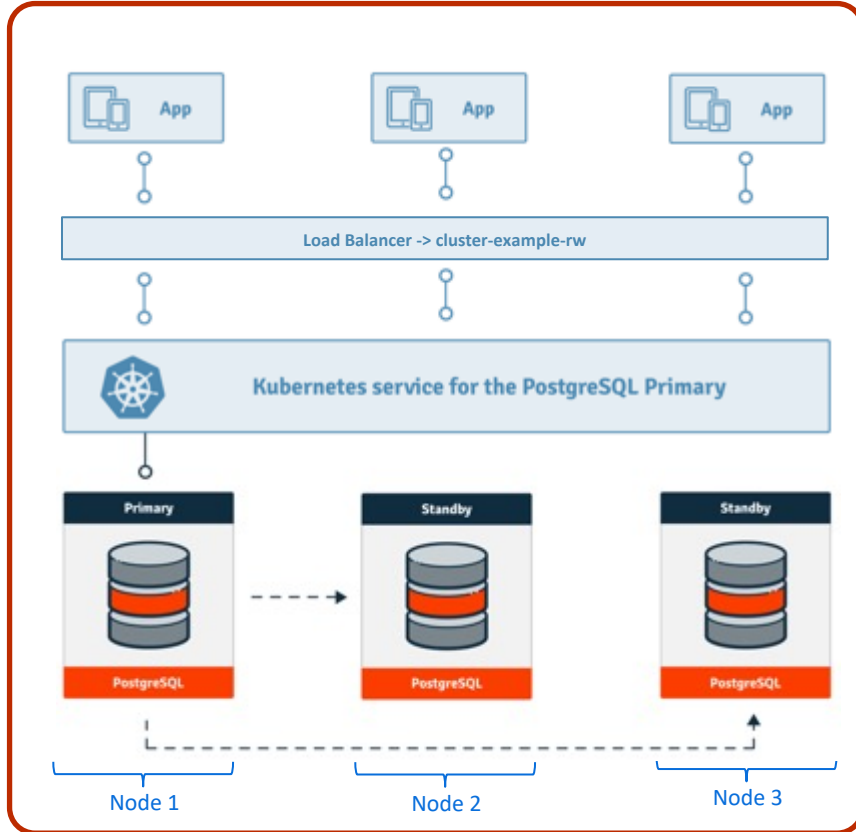 App
App
App
Load Balancer -> cluster-example-rw
Kubernetes service for the PostgreSQL Primary
Primary
Standby
Standby
PostgreSQL
PostgreSQL
PostgreSQL
Node 1
Node 2
Node 3